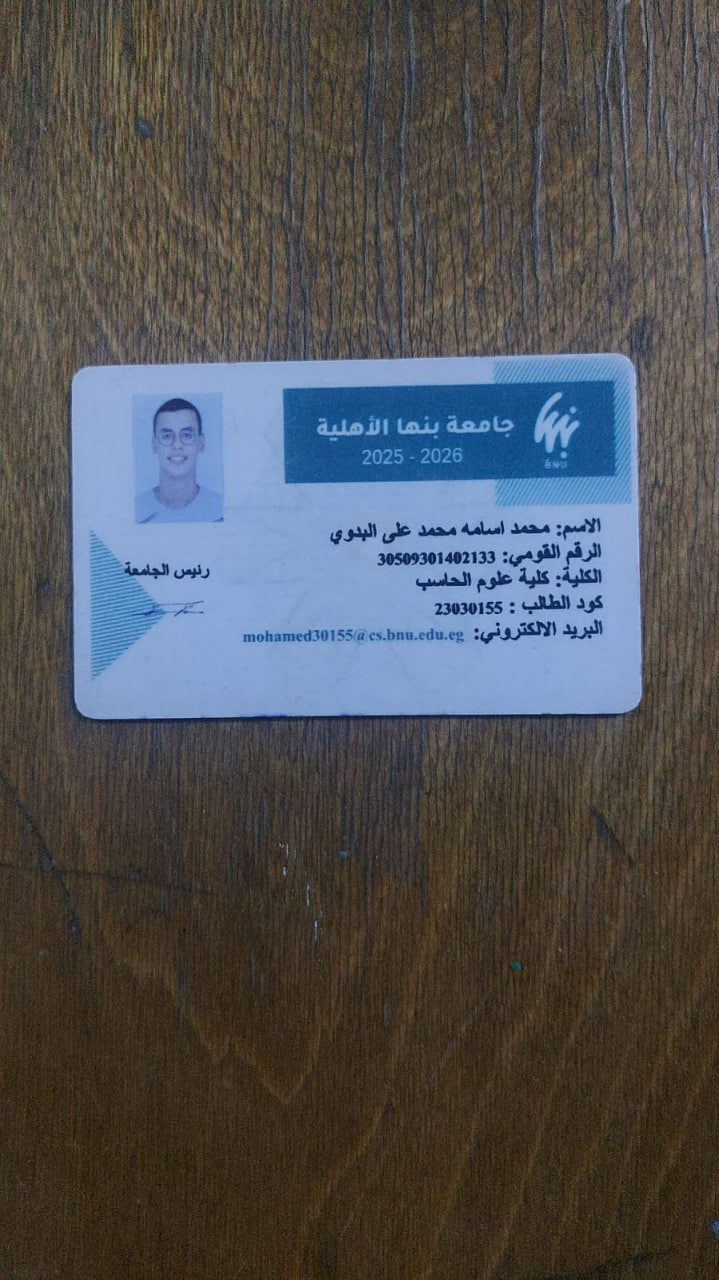 جامعة بنها الأهلية
2025 - 2026
BNU
الاسم: محمد اسامه محمد على البدوي
الرقم القومي: 30509301402133
الكلية: كلية علوم الحاسب
كود الطالب : 23030155
البريد الالكتروني: mohamed30155@cs.bnu.edu.eg
رئيس الجامعة